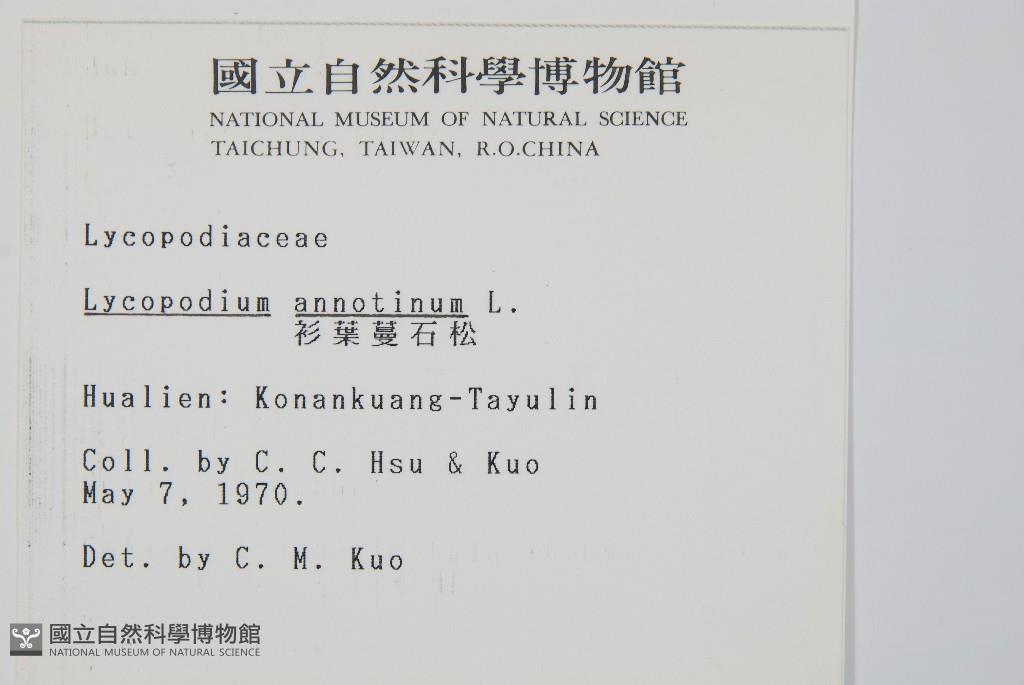 國立自然科學博物館
NATIONAL MUSEUM OF NATURAL SCIENCE
TAICHUNG, TAIWAN, R.O.CHINA
Lycopodiaceae
Lycopodium annotinum L.
衫葉蔓石松
Hualien: Konankuang-Tayulin
Coll. by C. C. Hsu & Kuo
May 7, 1970.
Det. by C. M. Kuo
國立自然科學博物館
NATIONAL MUSEUM OF NATURAL SCIENCE